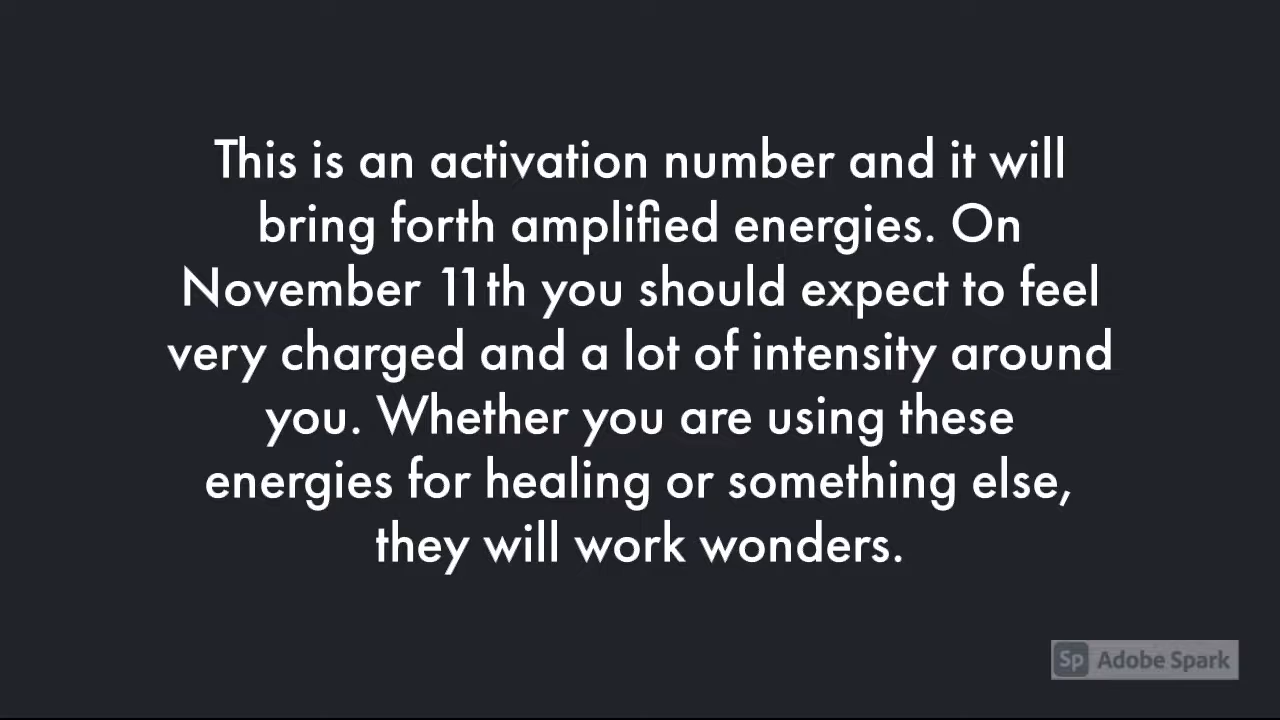 This is an activation number and it will
bring forth amplified energies. On
November 11th you should expect to feel
very charged and a lot of intensity around
you. Whether you are using these
energies for healing or something else,
they will work wonders.
Sp Adobe Spark